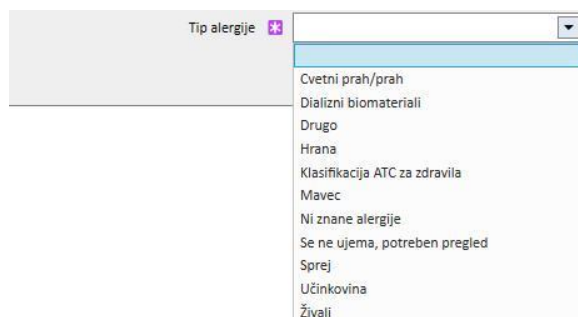 Tip alergije
Cvetni prah/prah
Dializni biomateriali
Drugo
Hrana
Klasifikacija ATC za zdravila
Mavec
Ni znane alergije
Se ne ujema, potreben pregled
Sprej
Učinkovina
Živali